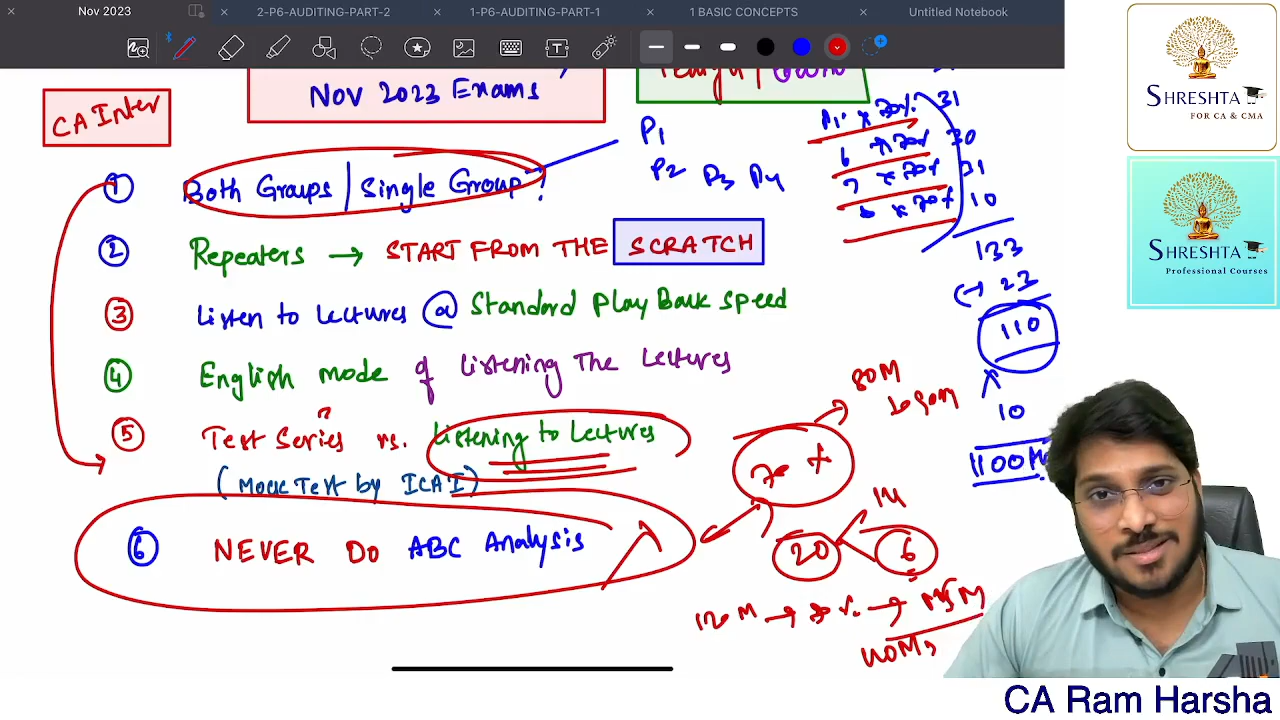 Nov 2023
2-P6-AUDITING-PART-2
1-P6-AUDITING-PART-1
1 BASIC CONCEPTS
Untitled Notebook
CA Inter
Nov 2023 Exams
① Both Groups / Single Group?
P1
P2 P3 P4
② Repeaters → START FROM THE SCRATCH
③ Listen to Lectures @ Standard Play Back Speed
④ English mode of Listening The Lectures
⑤ Test Series vs. Listening to Lectures
(Mock Test by ICAI)
⑥ NEVER DO ABC Analysis
31
30
31
10
133
23
110
10
80M
20
14
6
SHRESHTA
FOR CA & CMA
SHRESHTA
Professional Courses
CA Ram Harsha